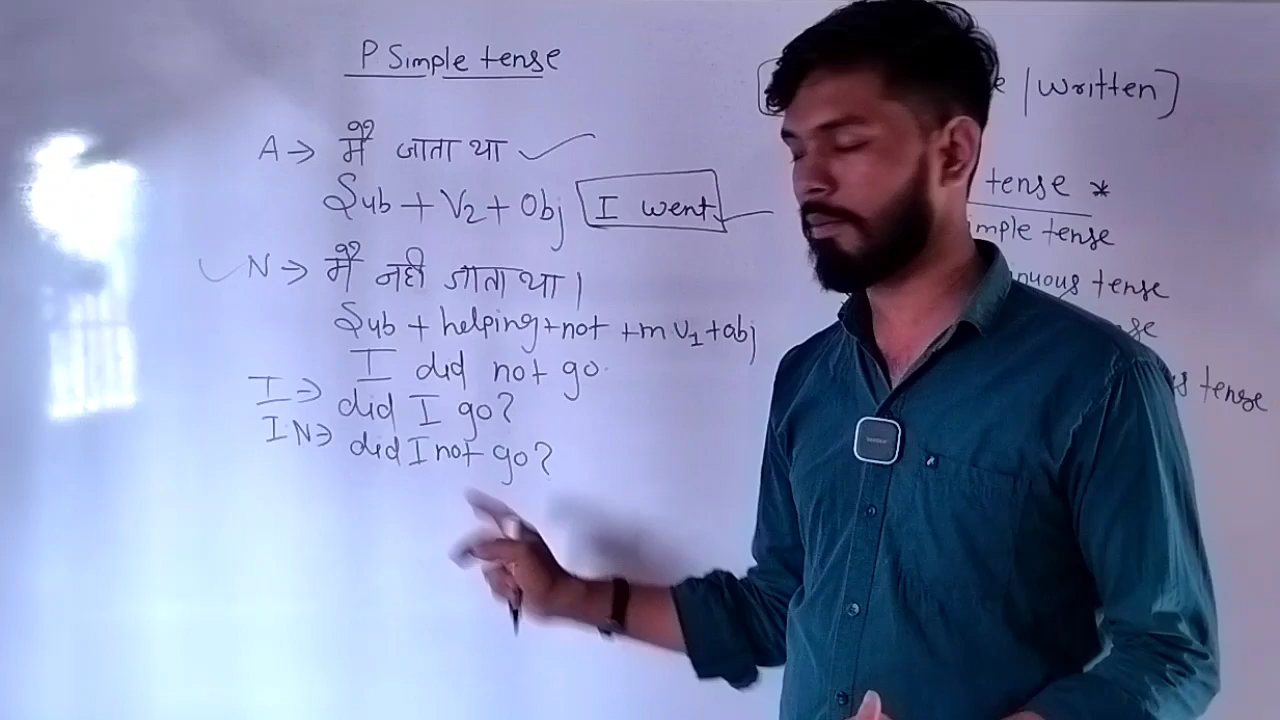 P Simple tense
A → मैं जाता था ✓
Sub + V2 + Obj I went
✓ N → मैं नही जाता था।
Sub + helping + not + m V1 + obj
I did not go.
I ⇒ did I go?
I.N ⇒ did I not go?
| Written]
tense *
imple tense
nuous tense
se
s tense